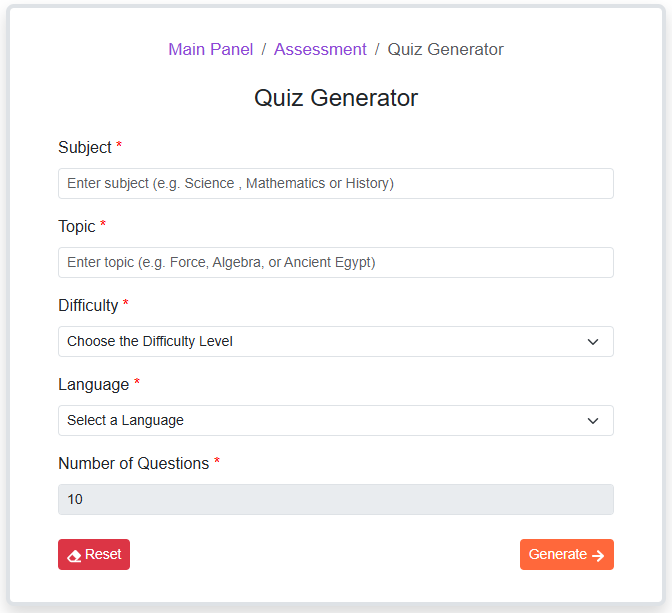 Main Panel / Assessment / Quiz Generator
Quiz Generator
Subject *
Enter subject (e.g. Science , Mathematics or History)
Topic *
Enter topic (e.g. Force, Algebra, or Ancient Egypt)
Difficulty *
Choose the Difficulty Level
Language *
Select a Language
Number of Questions *
10
Reset
Generate